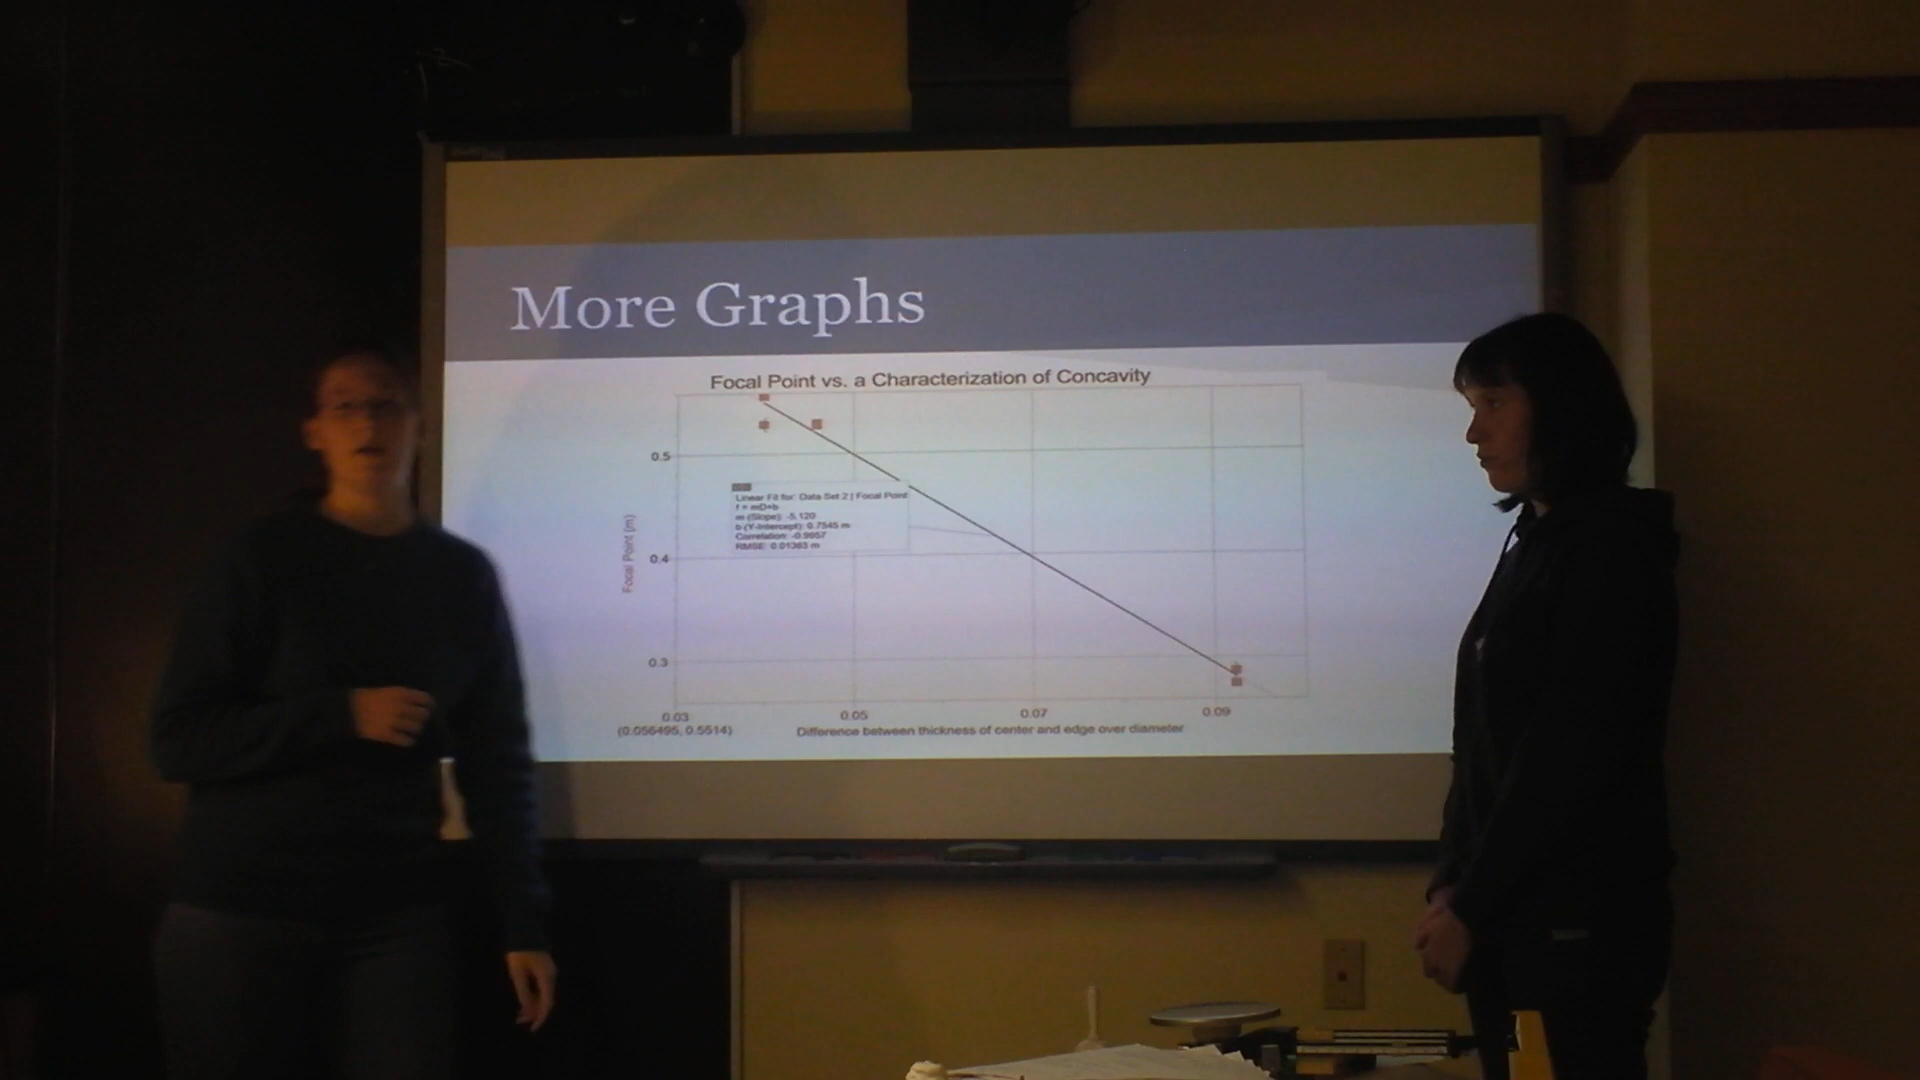 More Graphs
Focal Point vs. a Characterization of Concavity
0.5
Linear Fit for: Data Set 2 | Focal Point
f = mD+b
m (Slope): -5.120
b (Y-Intercept): 0.7545 m
Correlation: -0.9957
RMSE: 0.01363 m
Focal Point (m)
0.4
0.3
0.03
0.05
0.07
0.09
(0.056495, 0.5514)
Difference between thickness of center and edge over diameter